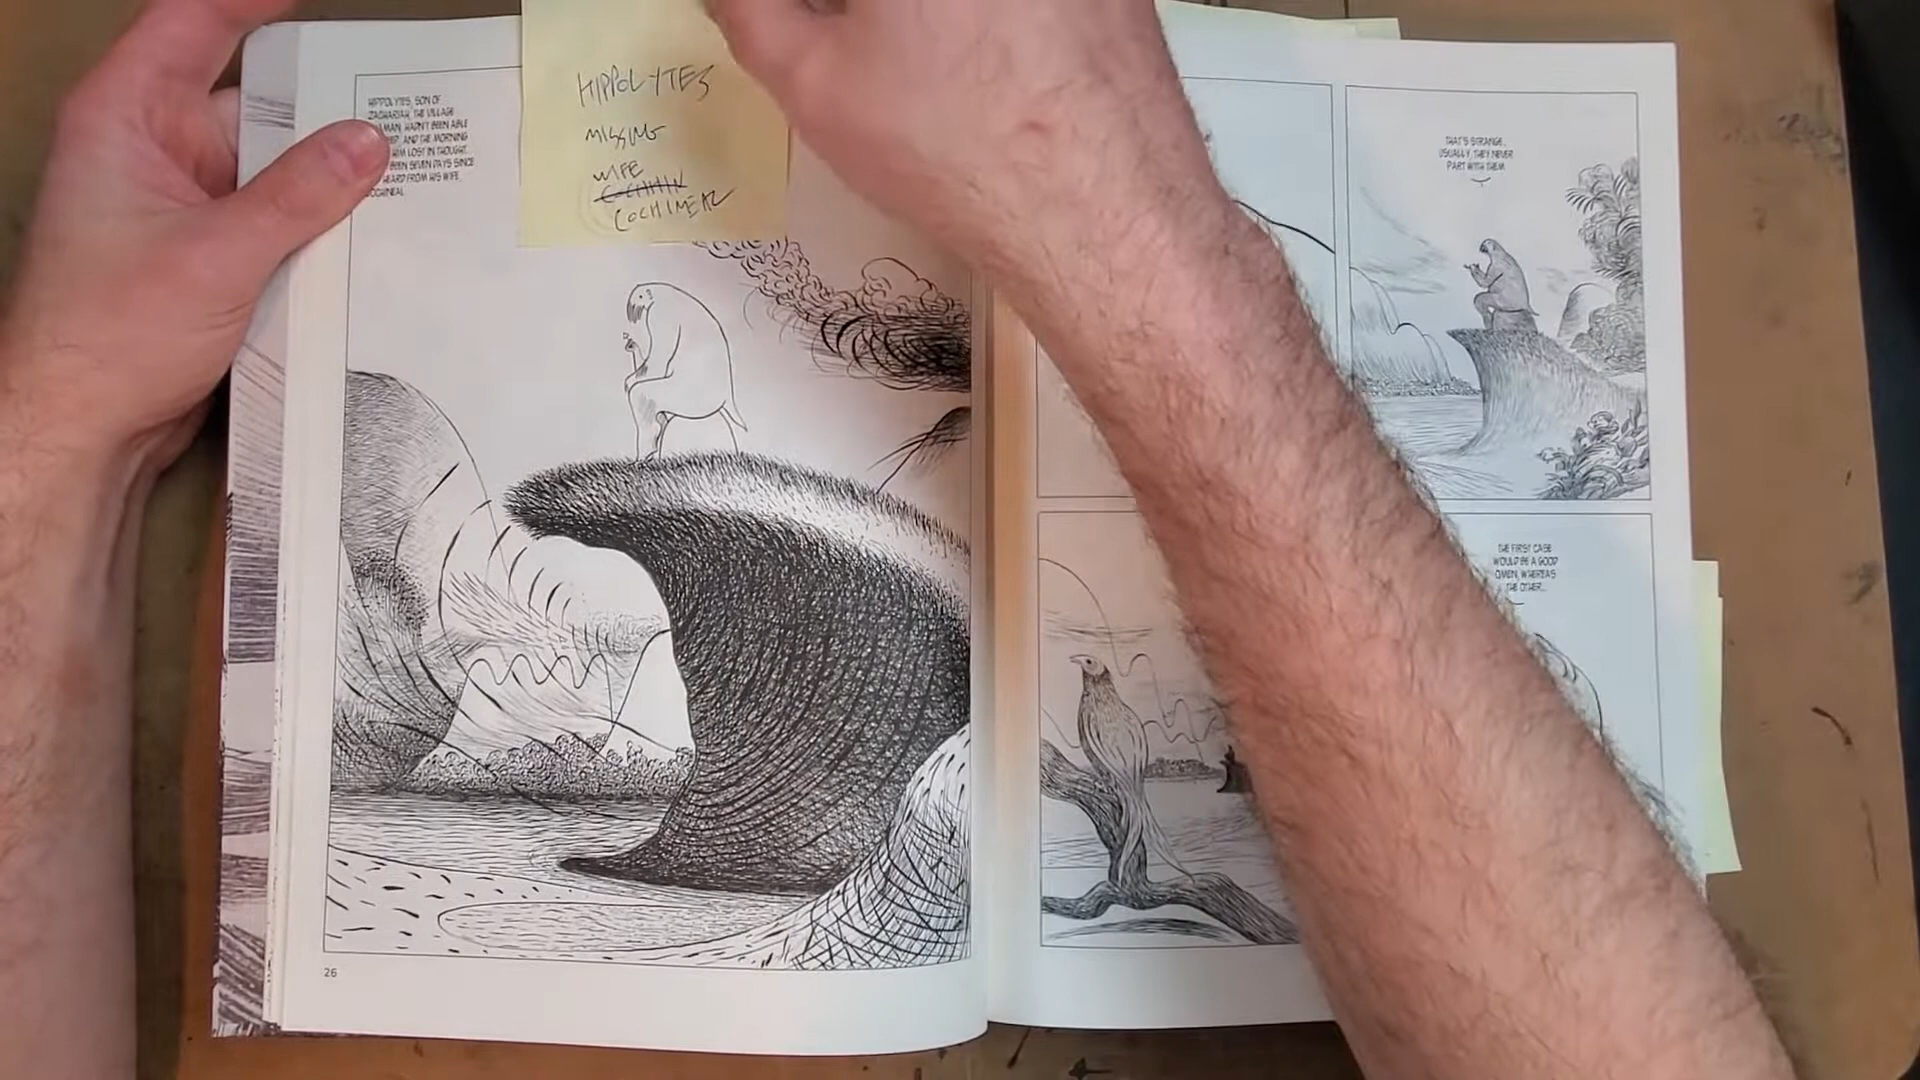 HIPPOLYTES, SON OF
ZACHARIAH, THE VILLAGE
HADN'T BEEN ABLE
AND THE MORNING
HIM LOST IN THOUGHT.
BEEN SEVEN DAYS SINCE
HEARD FROM HIS WIFE,
HIPPOLYTES
MISSING
WIFE
COCHINEAL
THAT'S STRANGE.
USUALLY, THEY NEVER
PART WITH THEM
THE FIRST CASE
WOULD BE A GOOD
OMEN, WHEREAS
THE OTHER...
26